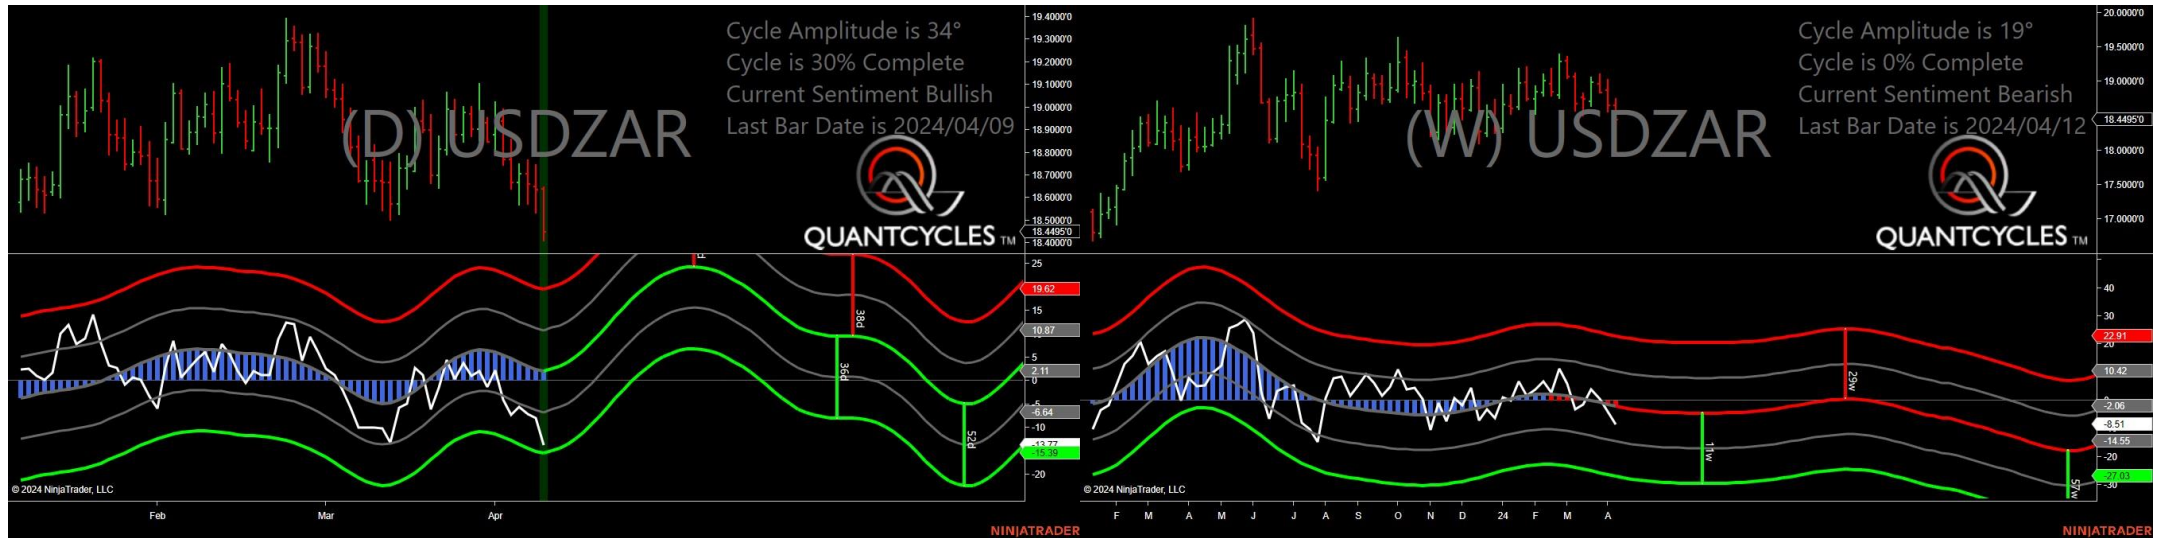 Cycle Amplitude is 34°
Cycle is 30% Complete
Current Sentiment Bullish
Last Bar Date is 2024/04/09
(D) USDZAR
QUANTCYCLES TM
19.4000'0
19.3000'0
19.2000'0
19.1000'0
19.0000'0
18.9000'0
18.8000'0
18.7000'0
18.6000'0
18.5000'0
18.4495'0
18.4000'0
25
19.62
15
10.87
5
2.11
0
-5
-6.64
-10
-13.77
-15.39
-20
38d
36d
52d
© 2024 NinjaTrader, LLC
Feb
Mar
Apr
NINJATRADER
Cycle Amplitude is 19°
Cycle is 0% Complete
Current Sentiment Bearish
Last Bar Date is 2024/04/12
(W) USDZAR
QUANTCYCLES TM
20.0000'0
19.5000'0
19.0000'0
18.4495'0
18.0000'0
17.5000'0
17.0000'0
40
30
22.91
20
10.42
-2.06
-8.51
-14.55
-20
-27.03
-30
29w
11w
57w
© 2024 NinjaTrader, LLC
F
M
A
M
J
J
A
S
O
N
D
24
F
M
A
NINJATRADER